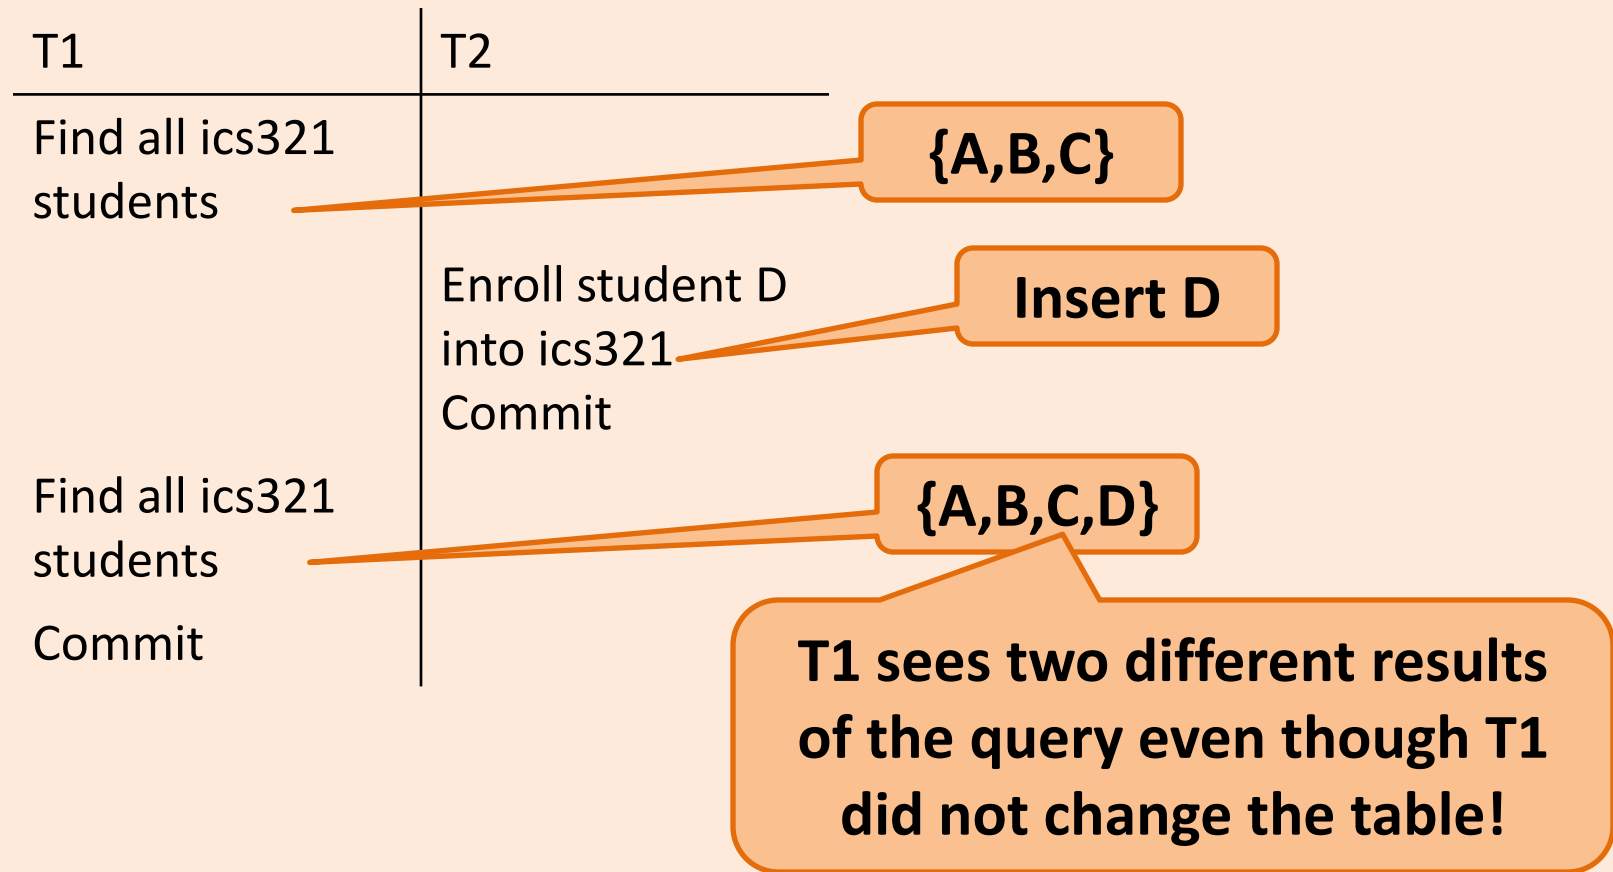 T1
T2
Find all ics321
students
{A,B,C}
Enroll student D
into ics321
Commit
Insert D
Find all ics321
students
{A,B,C,D}
Commit
T1 sees two different results
of the query even though T1
did not change the table!